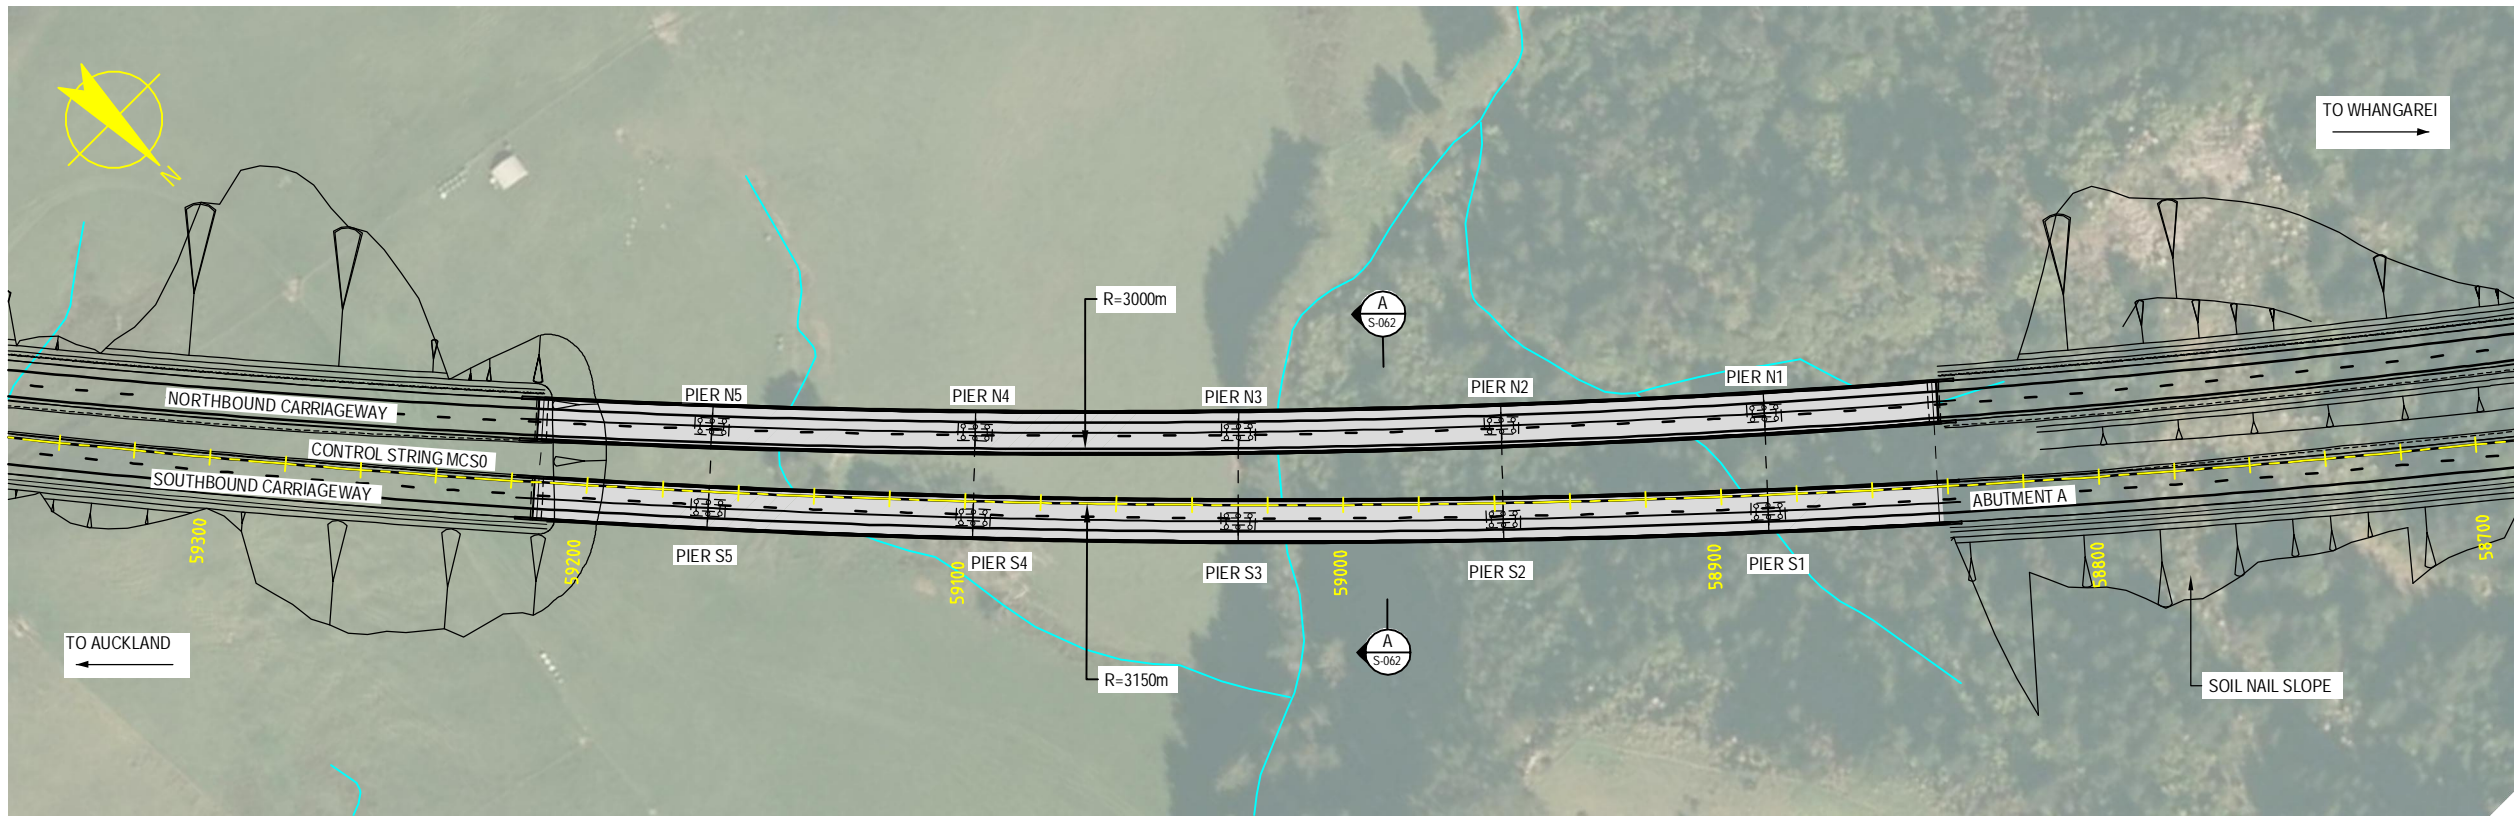 N
TO WHANGAREI
R=3000m
A
S-062
PIER N5
PIER N4
PIER N3
PIER N2
PIER N1
NORTHBOUND CARRIAGEWAY
CONTROL STRING MCS0
SOUTHBOUND CARRIAGEWAY
ABUTMENT A
59300
59200
59100
59000
58900
58800
58700
PIER S5
PIER S4
PIER S3
PIER S2
PIER S1
TO AUCKLAND
A
S-062
R=3150m
SOIL NAIL SLOPE